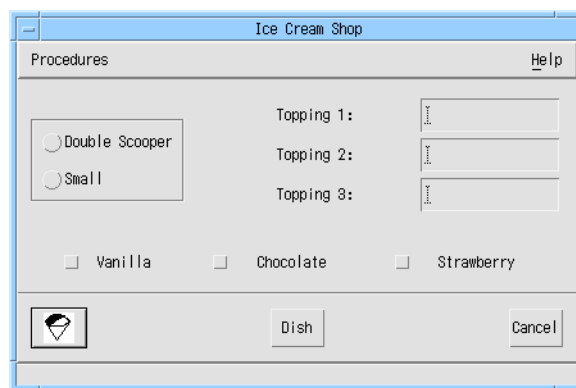 Ice Cream Shop
Procedures Help
Topping 1:
Double Scooper
Topping 2:
Small
Topping 3:
Vanilla Chocolate Strawberry
Dish Cancel